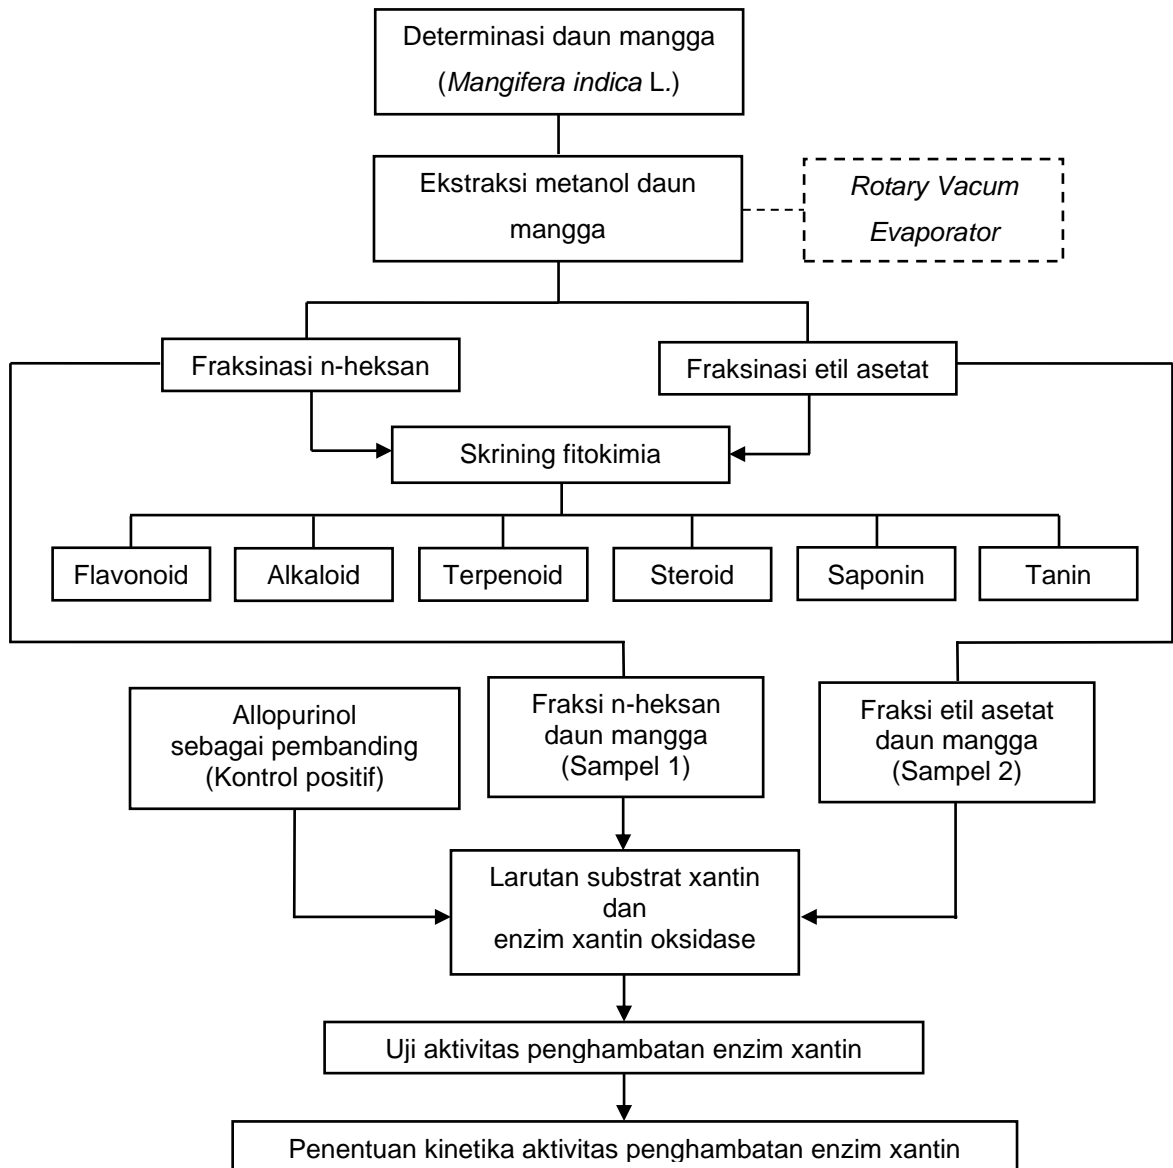 Determinasi daun mangga
(Mangifera indica L.)
Ekstraksi metanol daun
mangga
Rotary Vacum
Evaporator
Fraksinasi n-heksan
Fraksinasi etil asetat
Skrining fitokimia
Flavonoid
Alkaloid
Terpenoid
Steroid
Saponin
Tanin
Allopurinol
sebagai pembanding
(Kontrol positif)
Fraksi n-heksan
daun mangga
(Sampel 1)
Fraksi etil asetat
daun mangga
(Sampel 2)
Larutan substrat xantin
dan
enzim xantin oksidase
Uji aktivitas penghambatan enzim xantin
Penentuan kinetika aktivitas penghambatan enzim xantin